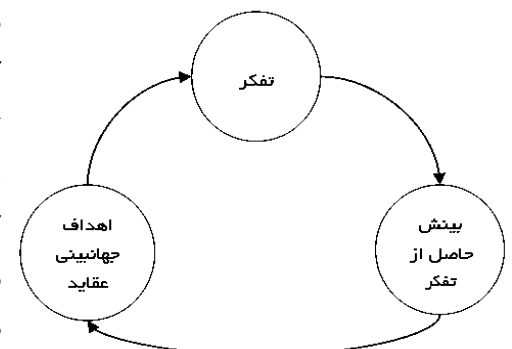 تفکر
بینش
حاصل از
تفکر
اهداف
جهانبینی
عقاید